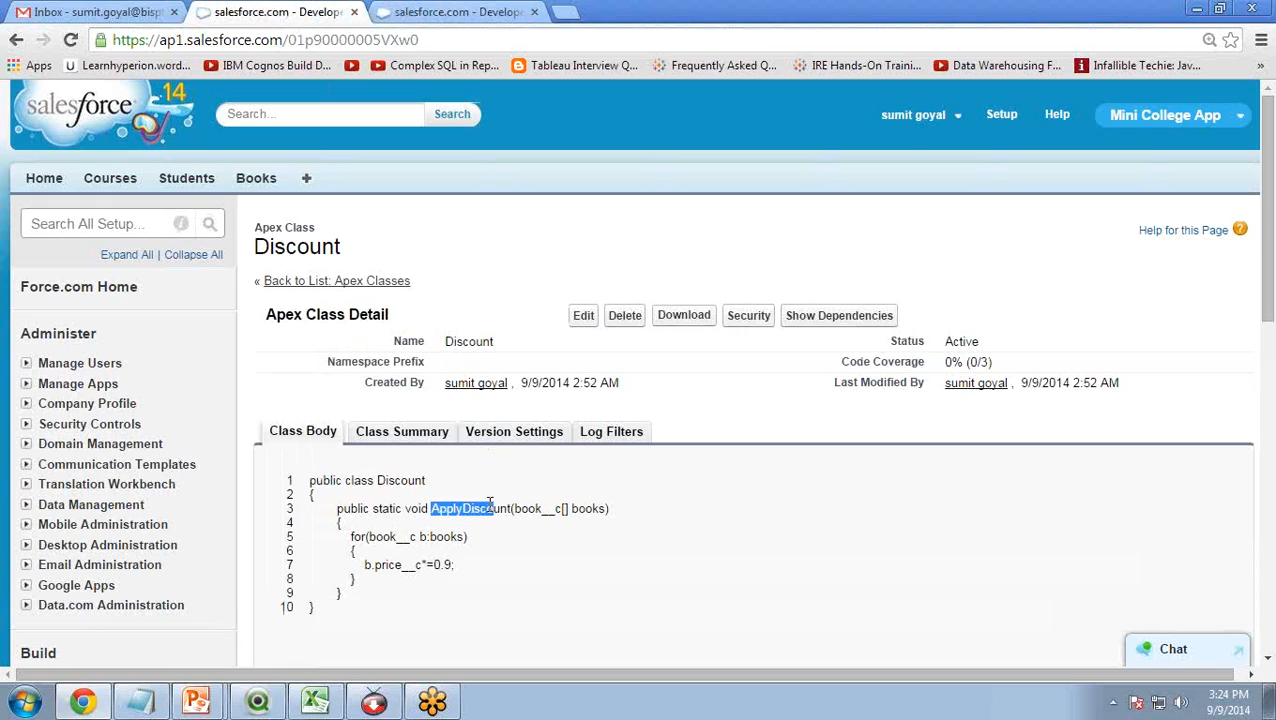 Inbox - sumit.goyal@bisp
salesforce.com - Develope
salesforce.com - Develope
https://ap1.salesforce.com/01p90000005VXw0
Apps
Learnhyperion.word...
IBM Cognos Build D...
Complex SQL in Rep...
Tableau Interview Q...
Frequently Asked Q...
IRE Hands-On Traini...
Data Warehousing F...
Infallible Techie: Jav...
»
salesforce
14
Search...
Search
sumit goyal
Setup
Help
Mini College App
Home
Courses
Students
Books
+
Search All Setup...
Expand All | Collapse All
Force.com Home
Administer
Manage Users
Manage Apps
Company Profile
Security Controls
Domain Management
Communication Templates
Translation Workbench
Data Management
Mobile Administration
Desktop Administration
Email Administration
Google Apps
Data.com Administration
Build
Apex Class
Discount
Help for this Page
« Back to List: Apex Classes
Apex Class Detail
Edit
Delete
Download
Security
Show Dependencies
Name
Discount
Status
Active
Namespace Prefix
Code Coverage
0% (0/3)
Created By
sumit goyal , 9/9/2014 2:52 AM
Last Modified By
sumit goyal , 9/9/2014 2:52 AM
Class Body
Class Summary
Version Settings
Log Filters
1 public class Discount
2 {
3 public static void ApplyDiscount(book__c[] books)
4 {
5 for(book__c b:books)
6 {
7 b.price__c*=0.9;
8 }
9 }
10 }
Chat
3:24 PM
9/9/2014